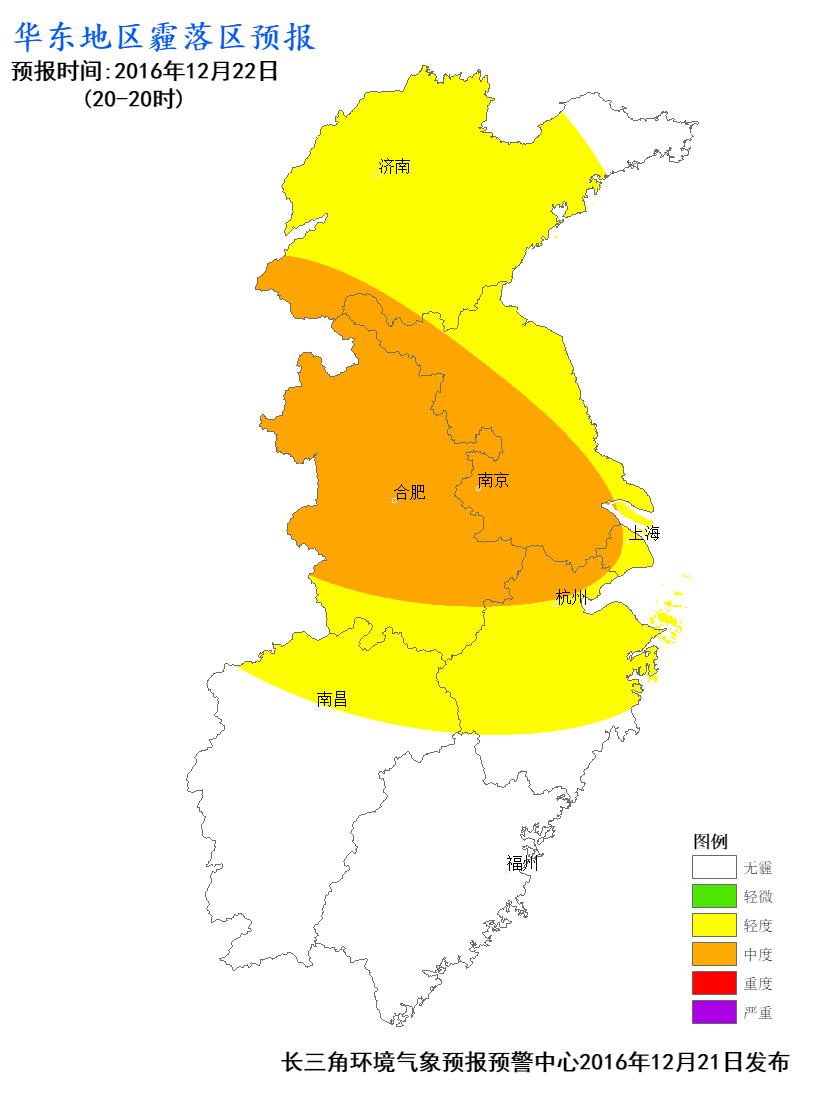 华东地区霾落区预报
预报时间:2016年12月22日
(20-20时)
济南
南京
合肥
上海
杭州
南昌
福州
图例
无霾
轻微
轻度
中度
重度
严重
长三角环境气象预报预警中心2016年12月21日发布